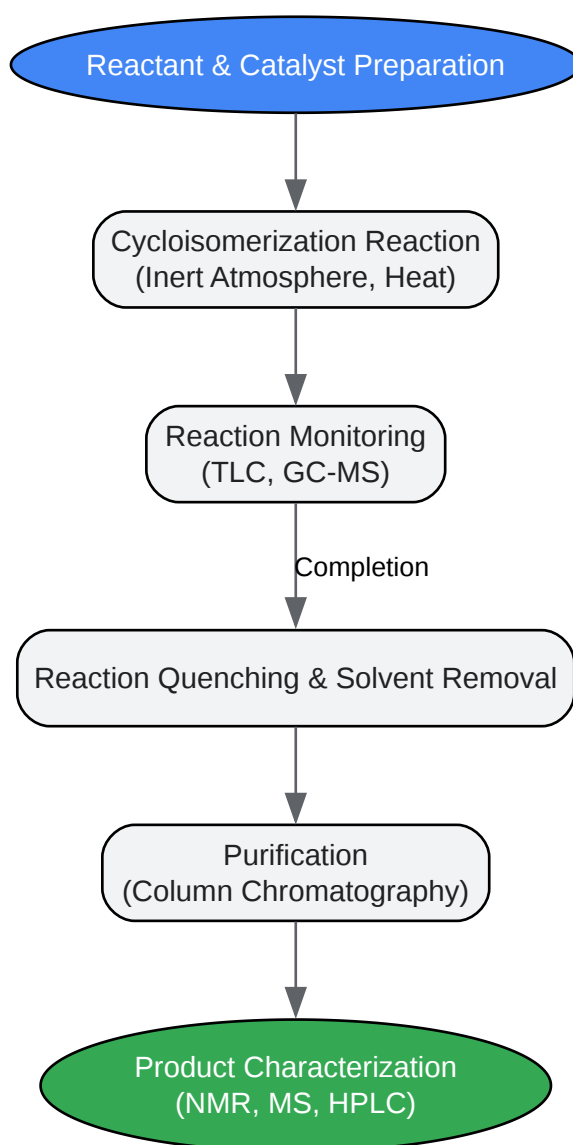 Reactant & Catalyst Preparation
Cycloisomerization Reaction
(Inert Atmosphere, Heat)
Reaction Monitoring
(TLC, GC-MS)
Completion
Reaction Quenching & Solvent Removal
Purification
(Column Chromatography)
Product Characterization
(NMR, MS, HPLC)